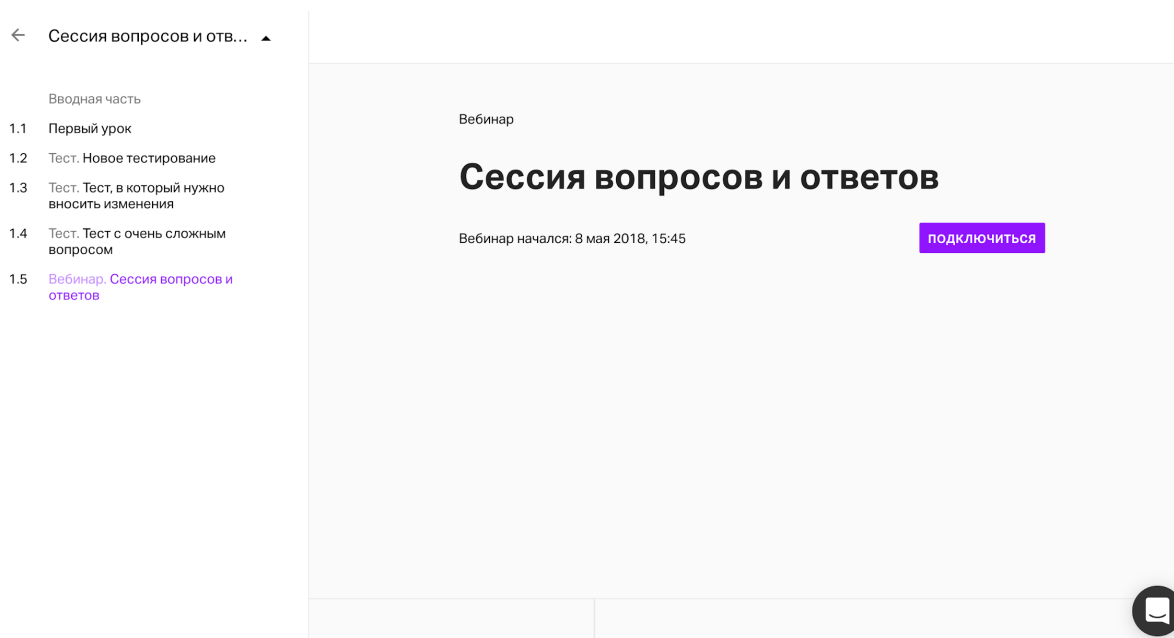 Сессия вопросов и отв...
Вводная часть
1.1 Первый урок
1.2 Тест. Новое тестирование
1.3 Тест. Тест, в который нужно
вносить изменения
1.4 Тест. Тест с очень сложным
вопросом
1.5 Вебинар. Сессия вопросов и
ответов
Вебинар
Сессия вопросов и ответов
Вебинар начался: 8 мая 2018, 15:45
ПОДКЛЮЧИТЬСЯ